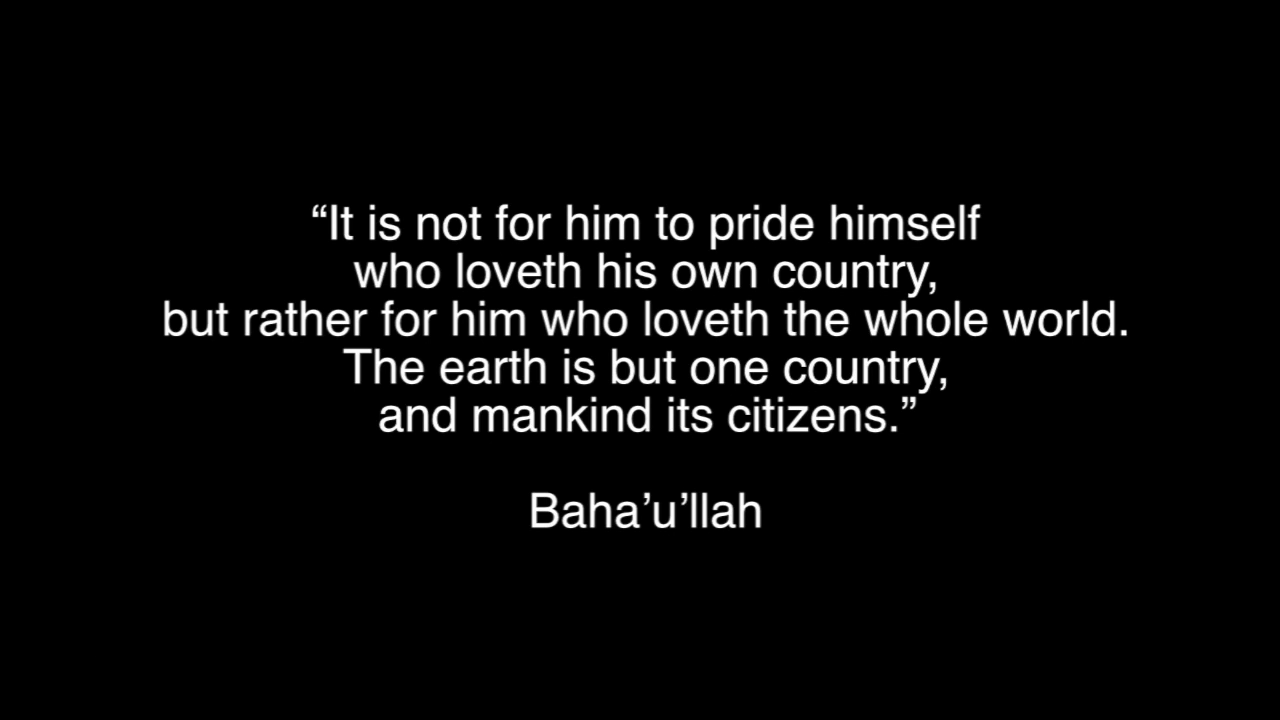 “It is not for him to pride himself
who loveth his own country,
but rather for him who loveth the whole world.
The earth is but one country,
and mankind its citizens.”
Baha’u’llah